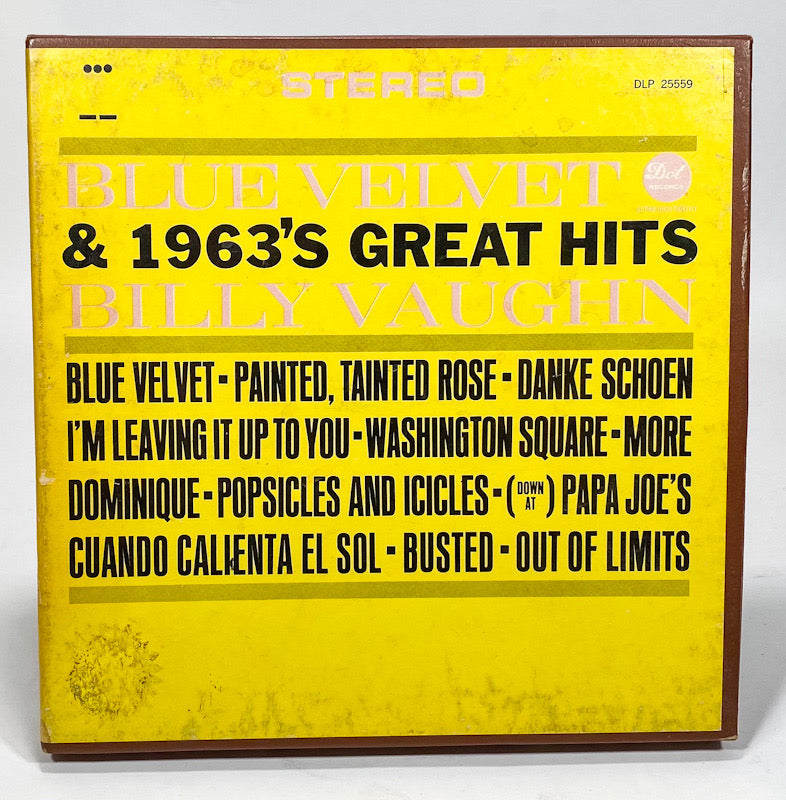 STEREO
DLP 25559
BLUE VELVET
Dot
RECORDS
& 1963'S GREAT HITS
BILLY VAUGHN
BLUE VELVET - PAINTED, TAINTED ROSE - DANKE SCHOEN
I'M LEAVING IT UP TO YOU - WASHINGTON SQUARE - MORE
DOMINIQUE - POPSICLES AND ICICLES - (DOWN AT) PAPA JOE'S
CUANDO CALIENTA EL SOL - BUSTED - OUT OF LIMITS